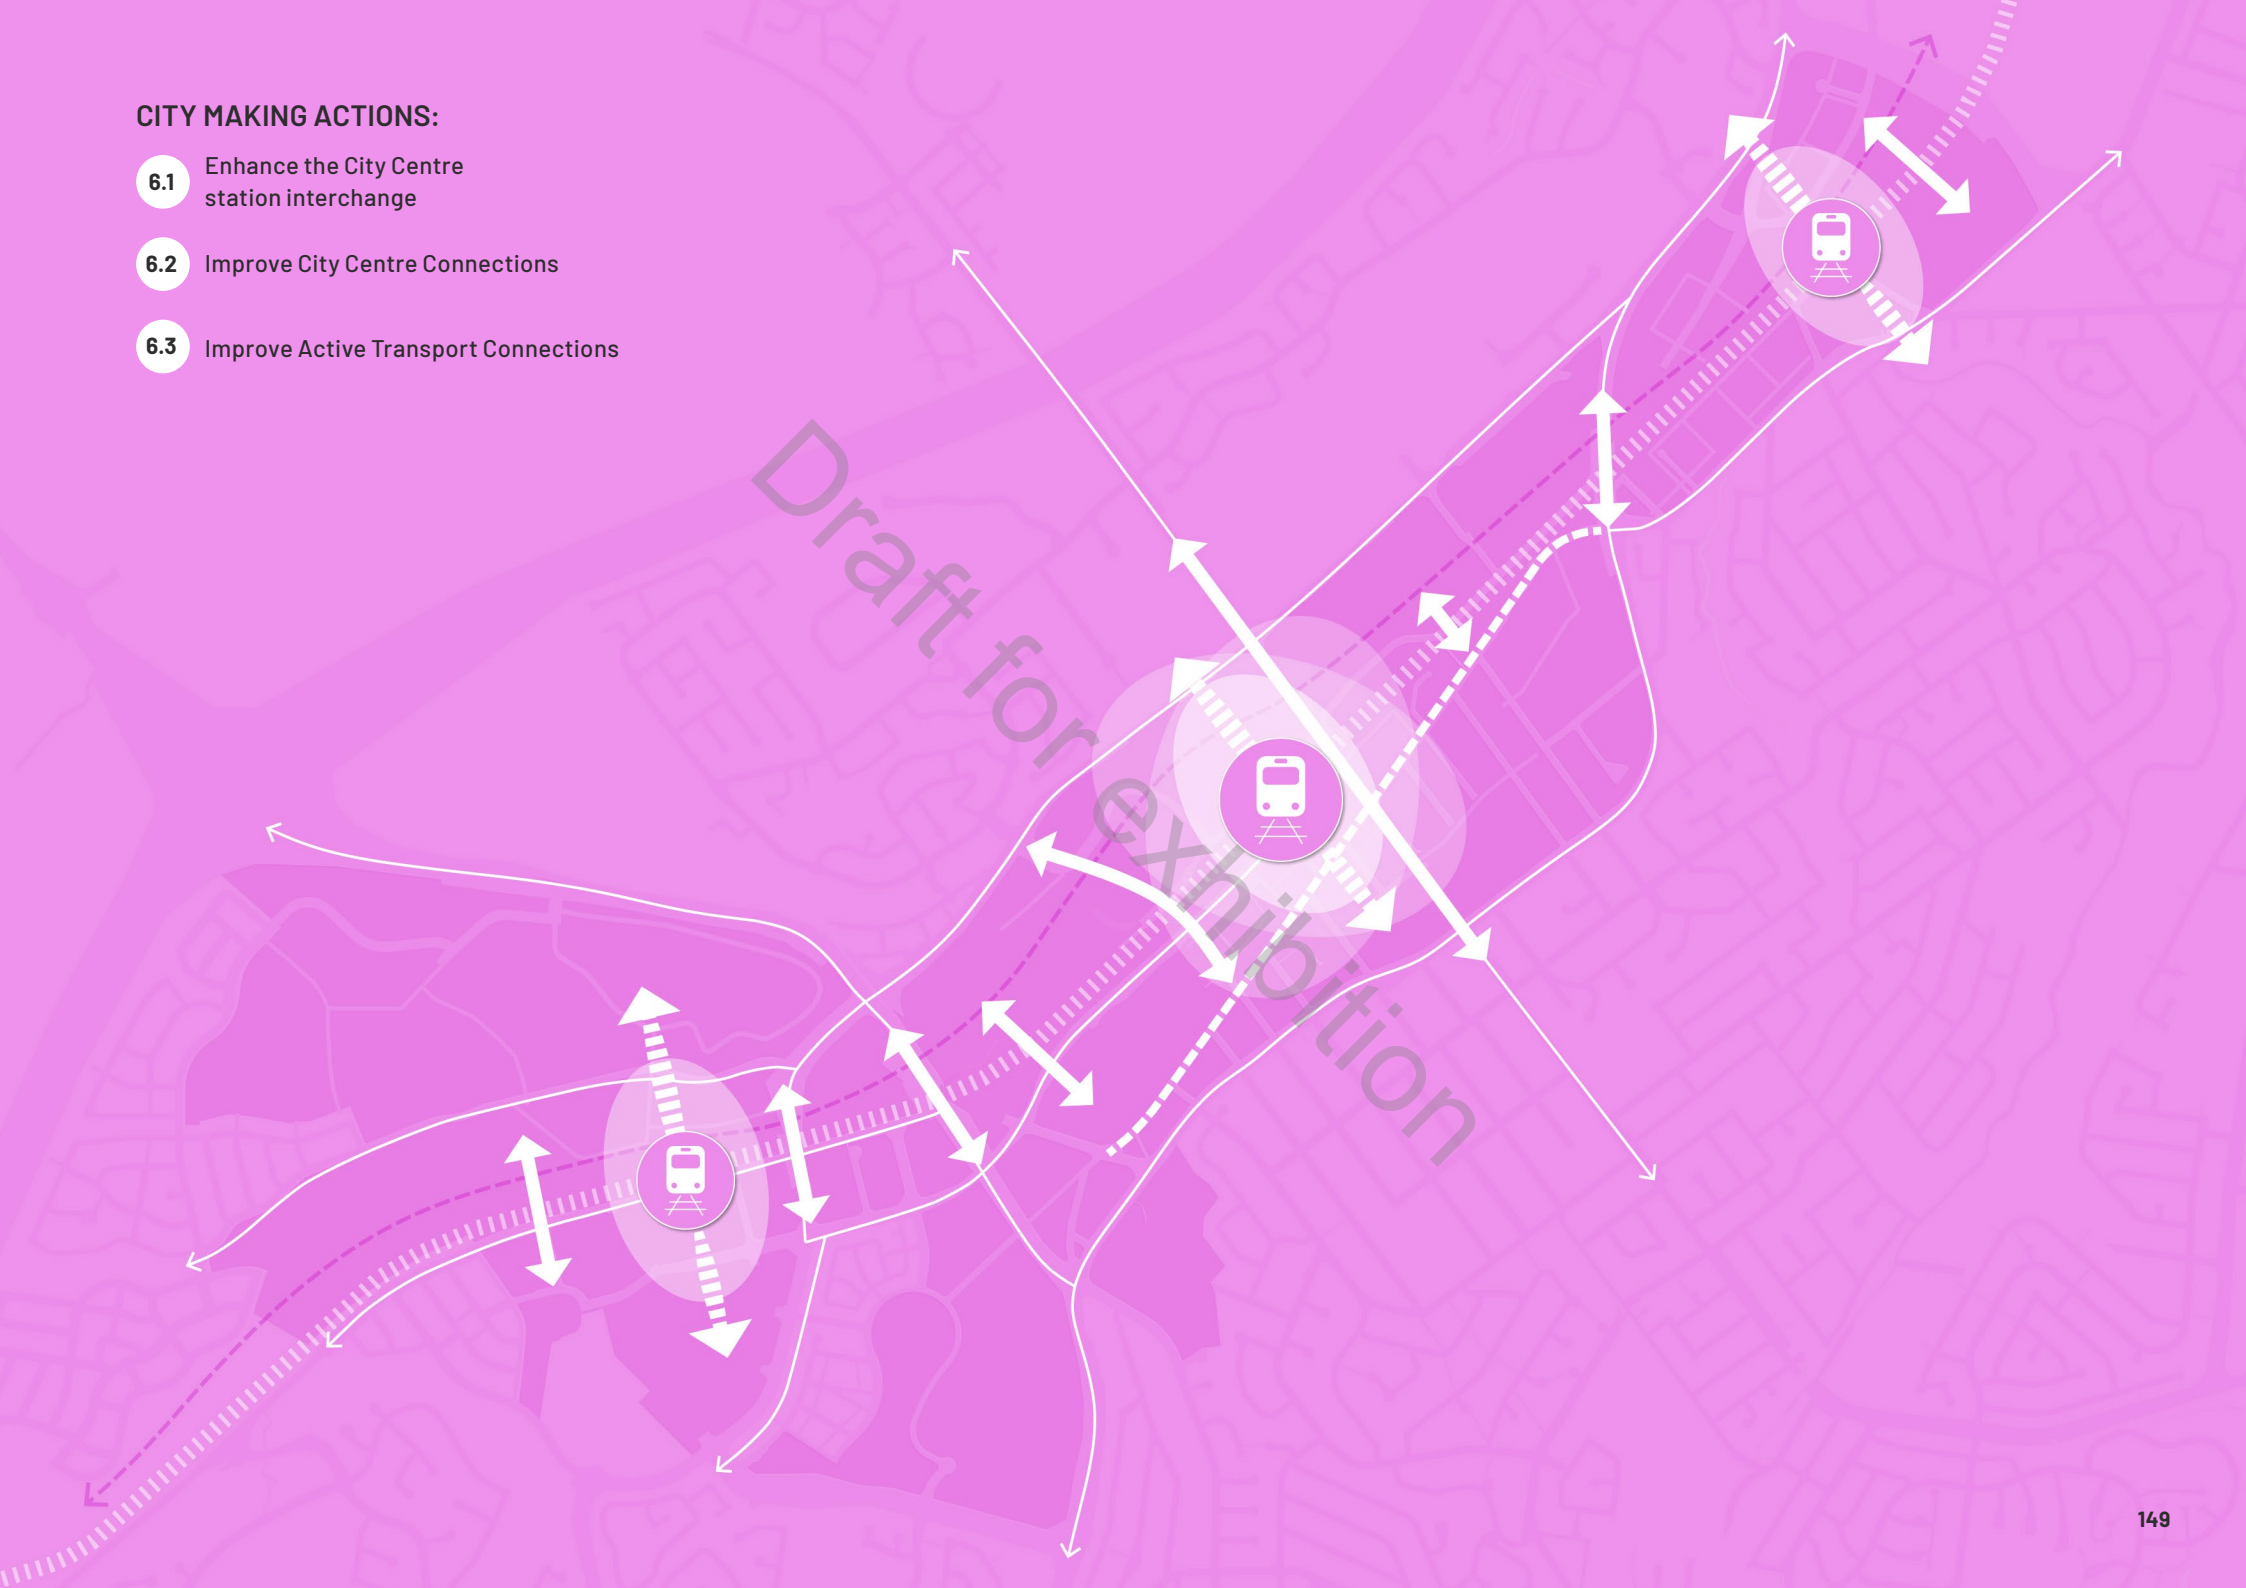 CITY MAKING ACTIONS:
6.1 Enhance the City Centre
station interchange
6.2 Improve City Centre Connections
6.3 Improve Active Transport Connections
Draft for exhibition
149